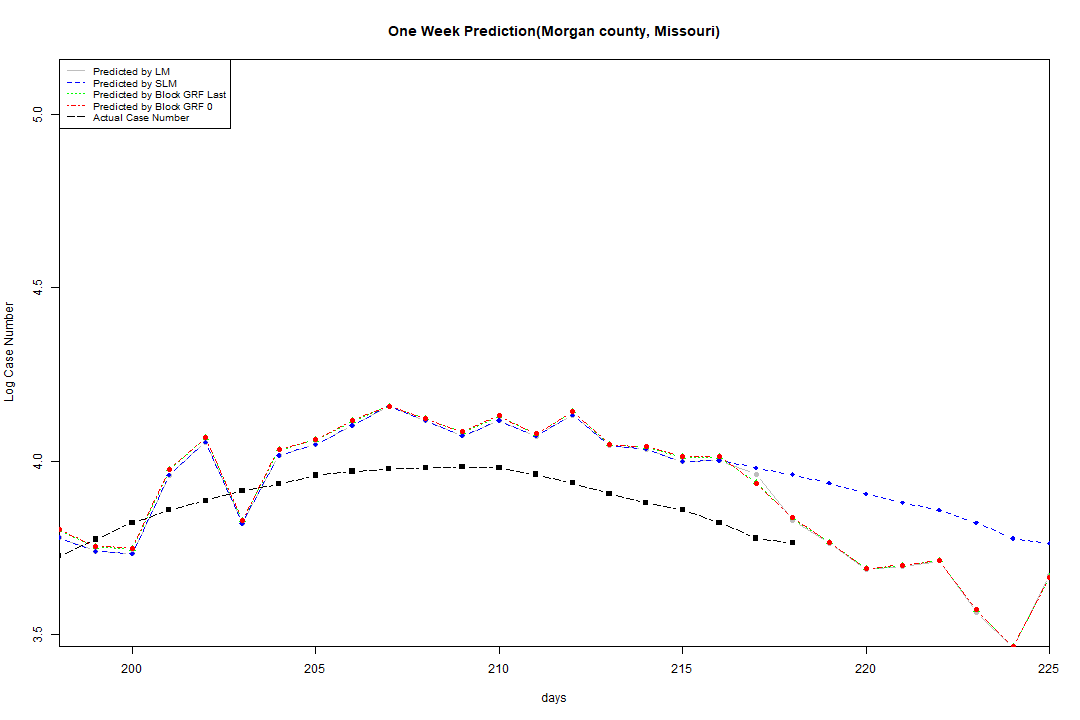 One Week Prediction(Morgan county, Missouri)
Predicted by LM
Predicted by SLM
Predicted by Block GRF Last
Predicted by Block GRF 0
Actual Case Number
5.0
4.5
4.0
3.5
Log Case Number
200 205 210 215 220 225
days